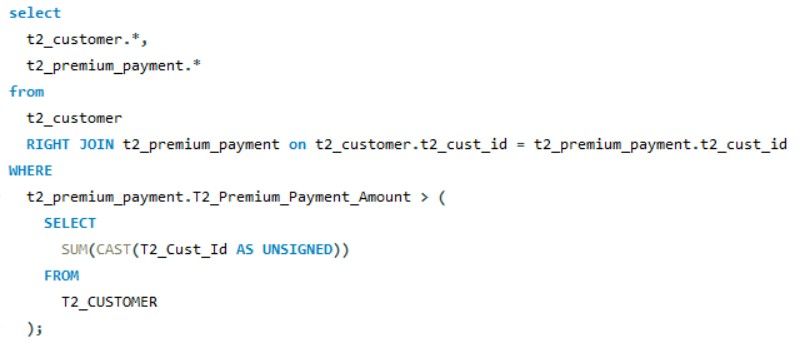 select
t2_customer.*,
t2_premium_payment.*
from
t2_customer
RIGHT JOIN t2_premium_payment on t2_customer.t2_cust_id = t2_premium_payment.t2_cust_id
WHERE
t2_premium_payment.T2_Premium_Payment_Amount > (
SELECT
SUM(CAST(T2_Cust_Id AS UNSIGNED))
FROM
T2_CUSTOMER
);